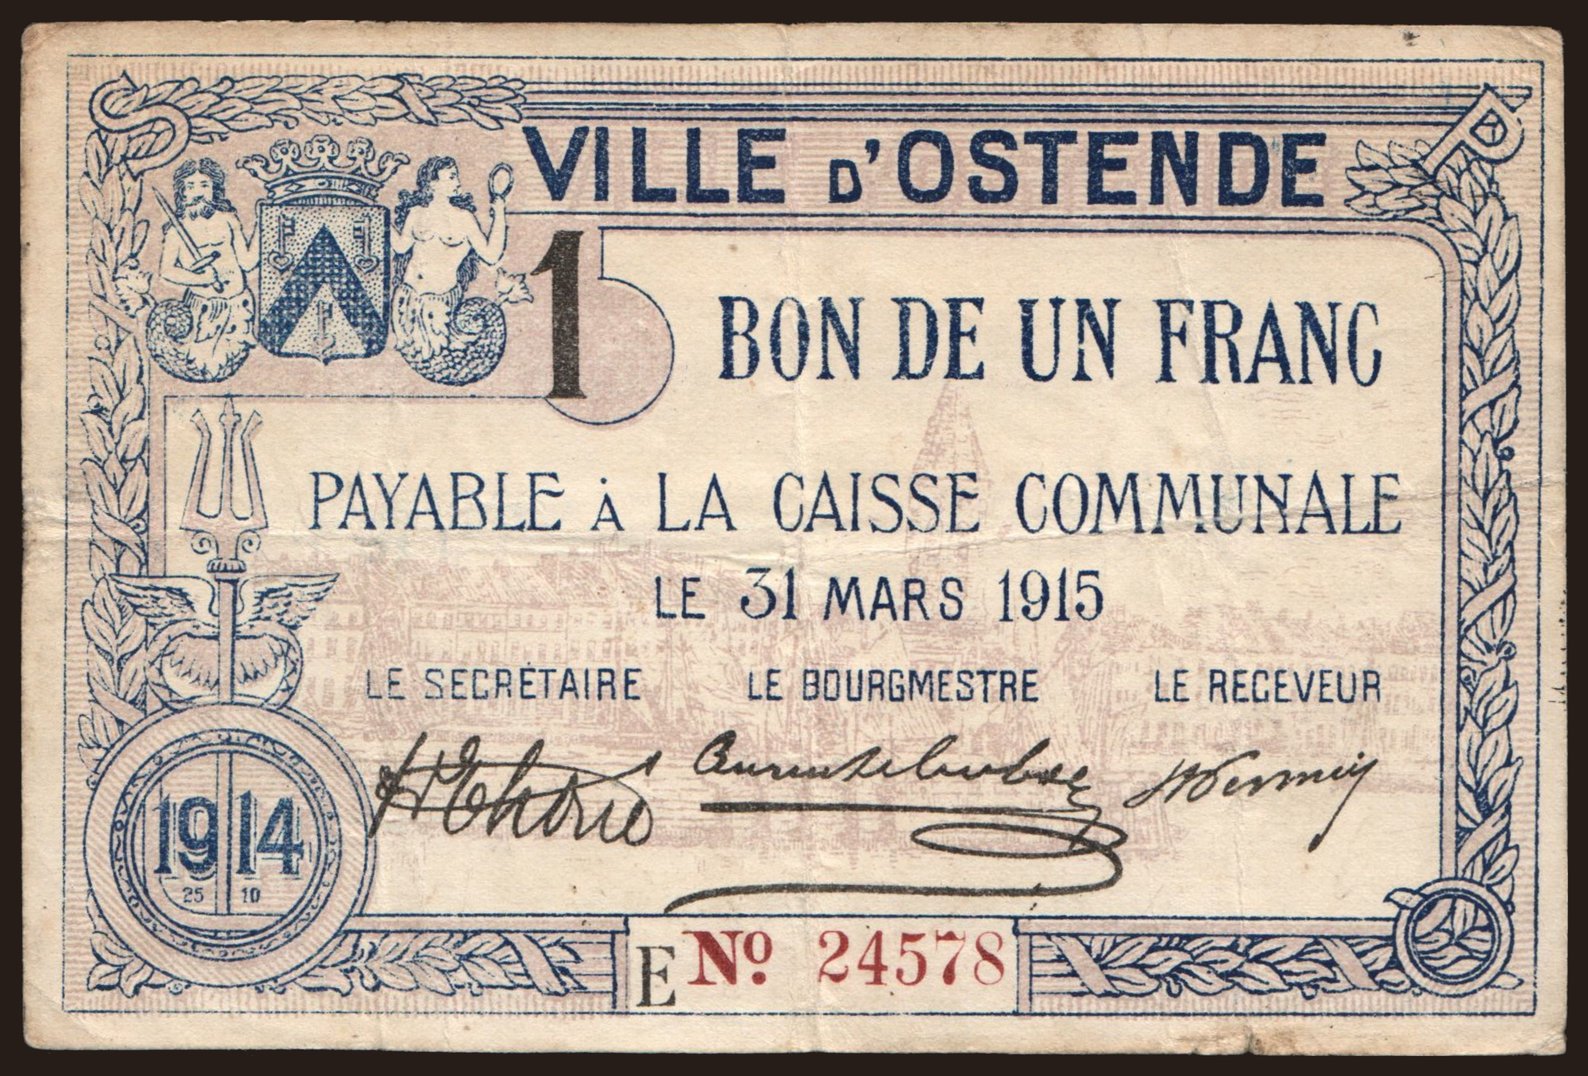 VILLE D'OSTENDE
1
BON DE UN FRANC
PAYABLE À LA CAISSE COMMUNALE
LE 31 MARS 1915
LE SECRÉTAIRE LE BOURGMESTRE LE RECEVEUR
1914
25 10
E No. 24578